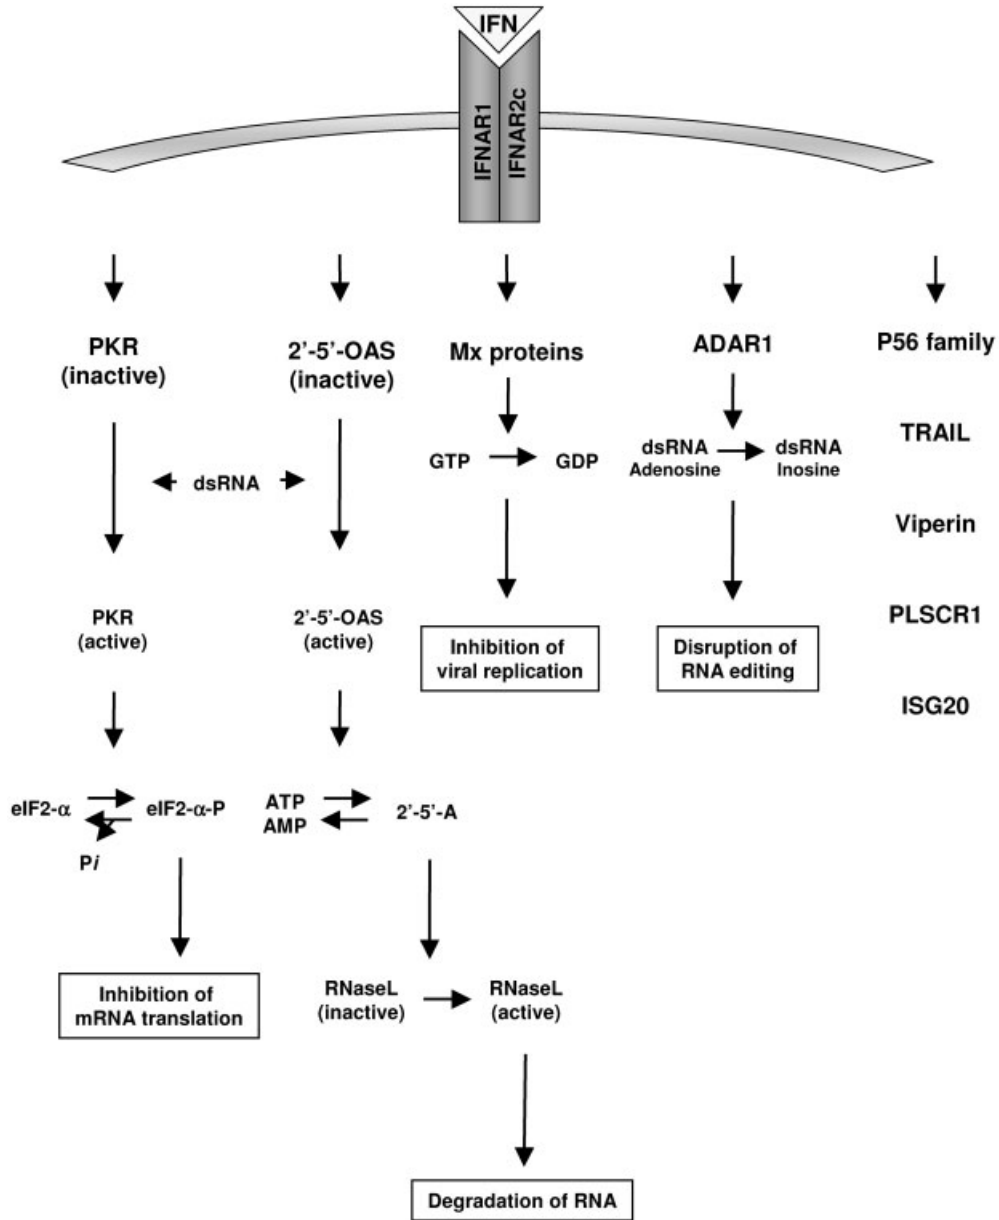 IFN
IFNAR1
IFNAR2c
PKR
(inactive)
2'-5'-OAS
(inactive)
Mx proteins
ADAR1
P56 family
GTP
GDP
dsRNA
Adenosine
dsRNA
Inosine
TRAIL
dsRNA
Viperin
PKR
(active)
2'-5'-OAS
(active)
Inhibition of
viral replication
Disruption of
RNA editing
PLSCR1
ISG20
eIF2-α
eIF2-α-P
Pi
ATP
AMP
2'-5'-A
Inhibition of
mRNA translation
RNaseL
(inactive)
RNaseL
(active)
Degradation of RNA